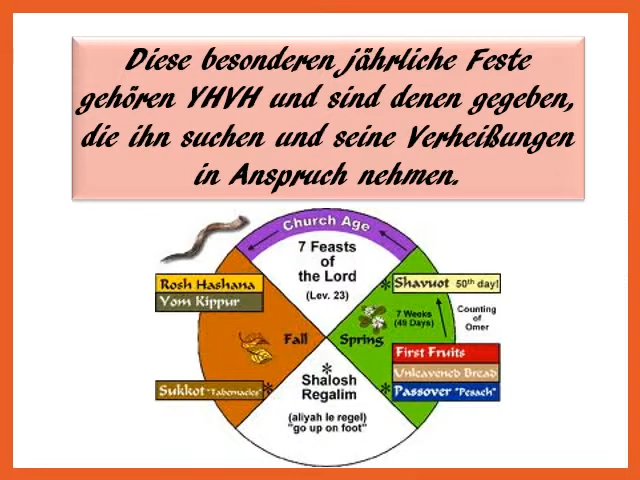 Diese besonderen jährliche Feste
gehören YHVH und sind denen gegeben,
die ihn suchen und seine Verheißungen
in Anspruch nehmen.
Church Age
7 Feasts
of
the Lord
(Lev. 23)
Rosh Hashana
Yom Kippur
*Shavuot 50th day!
7 Weeks
(49 Days)
Counting
of
Omer
Fall
Spring
First Fruits
Unleavened Bread
*Passover "Pesach"
Sukkot "Tabernacles"*
*
Shalosh
Regalim
(aliyah le regel)
"go up on foot"